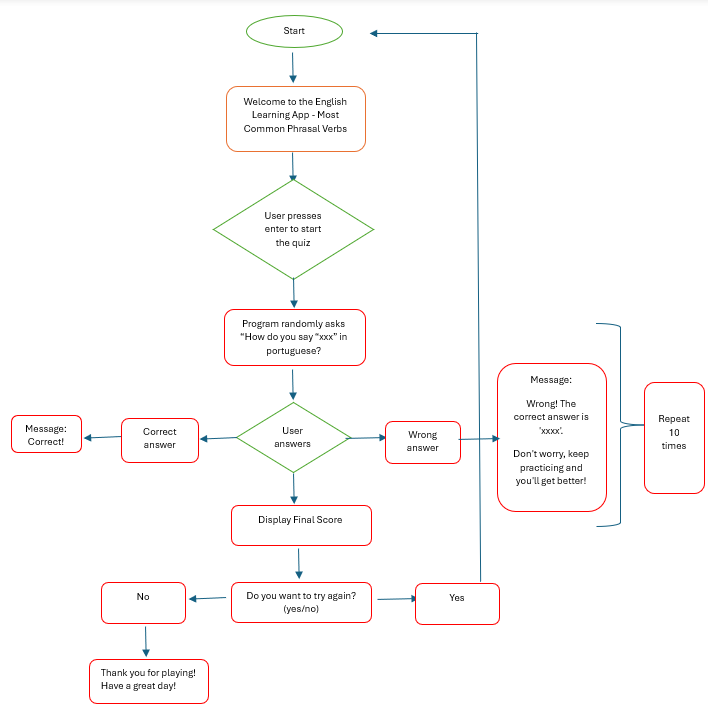 Start
Welcome to the English
Learning App - Most
Common Phrasal Verbs
User presses
enter to start
the quiz
Program randomly asks
“How do you say “xxx” in
portuguese?
Message:
Correct!
Correct
answer
User
answers
Wrong
answer
Message:
Wrong! The
correct answer is
'xxxx'.
Don't worry, keep
practicing and
you'll get better!
Repeat
10
times
Display Final Score
No
Do you want to try again?
(yes/no)
Yes
Thank you for playing!
Have a great day!